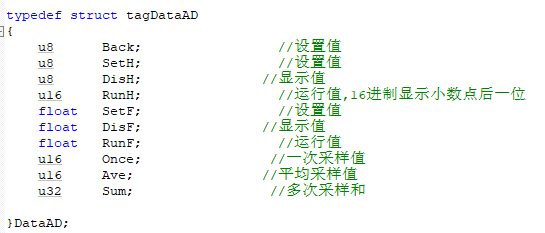 typedef struct tagDataAD
{
u8 Back; //设置值
u8 SetH; //设置值
u8 DisH; //显示值
u16 RunH; //运行值,16进制显示小数点后一位
float SetF; //设置值
float DisF; //显示值
float RunF; //运行值
u16 Once; //一次采样值
u16 Ave; //平均采样值
u32 Sum; //多次采样和
}DataAD;